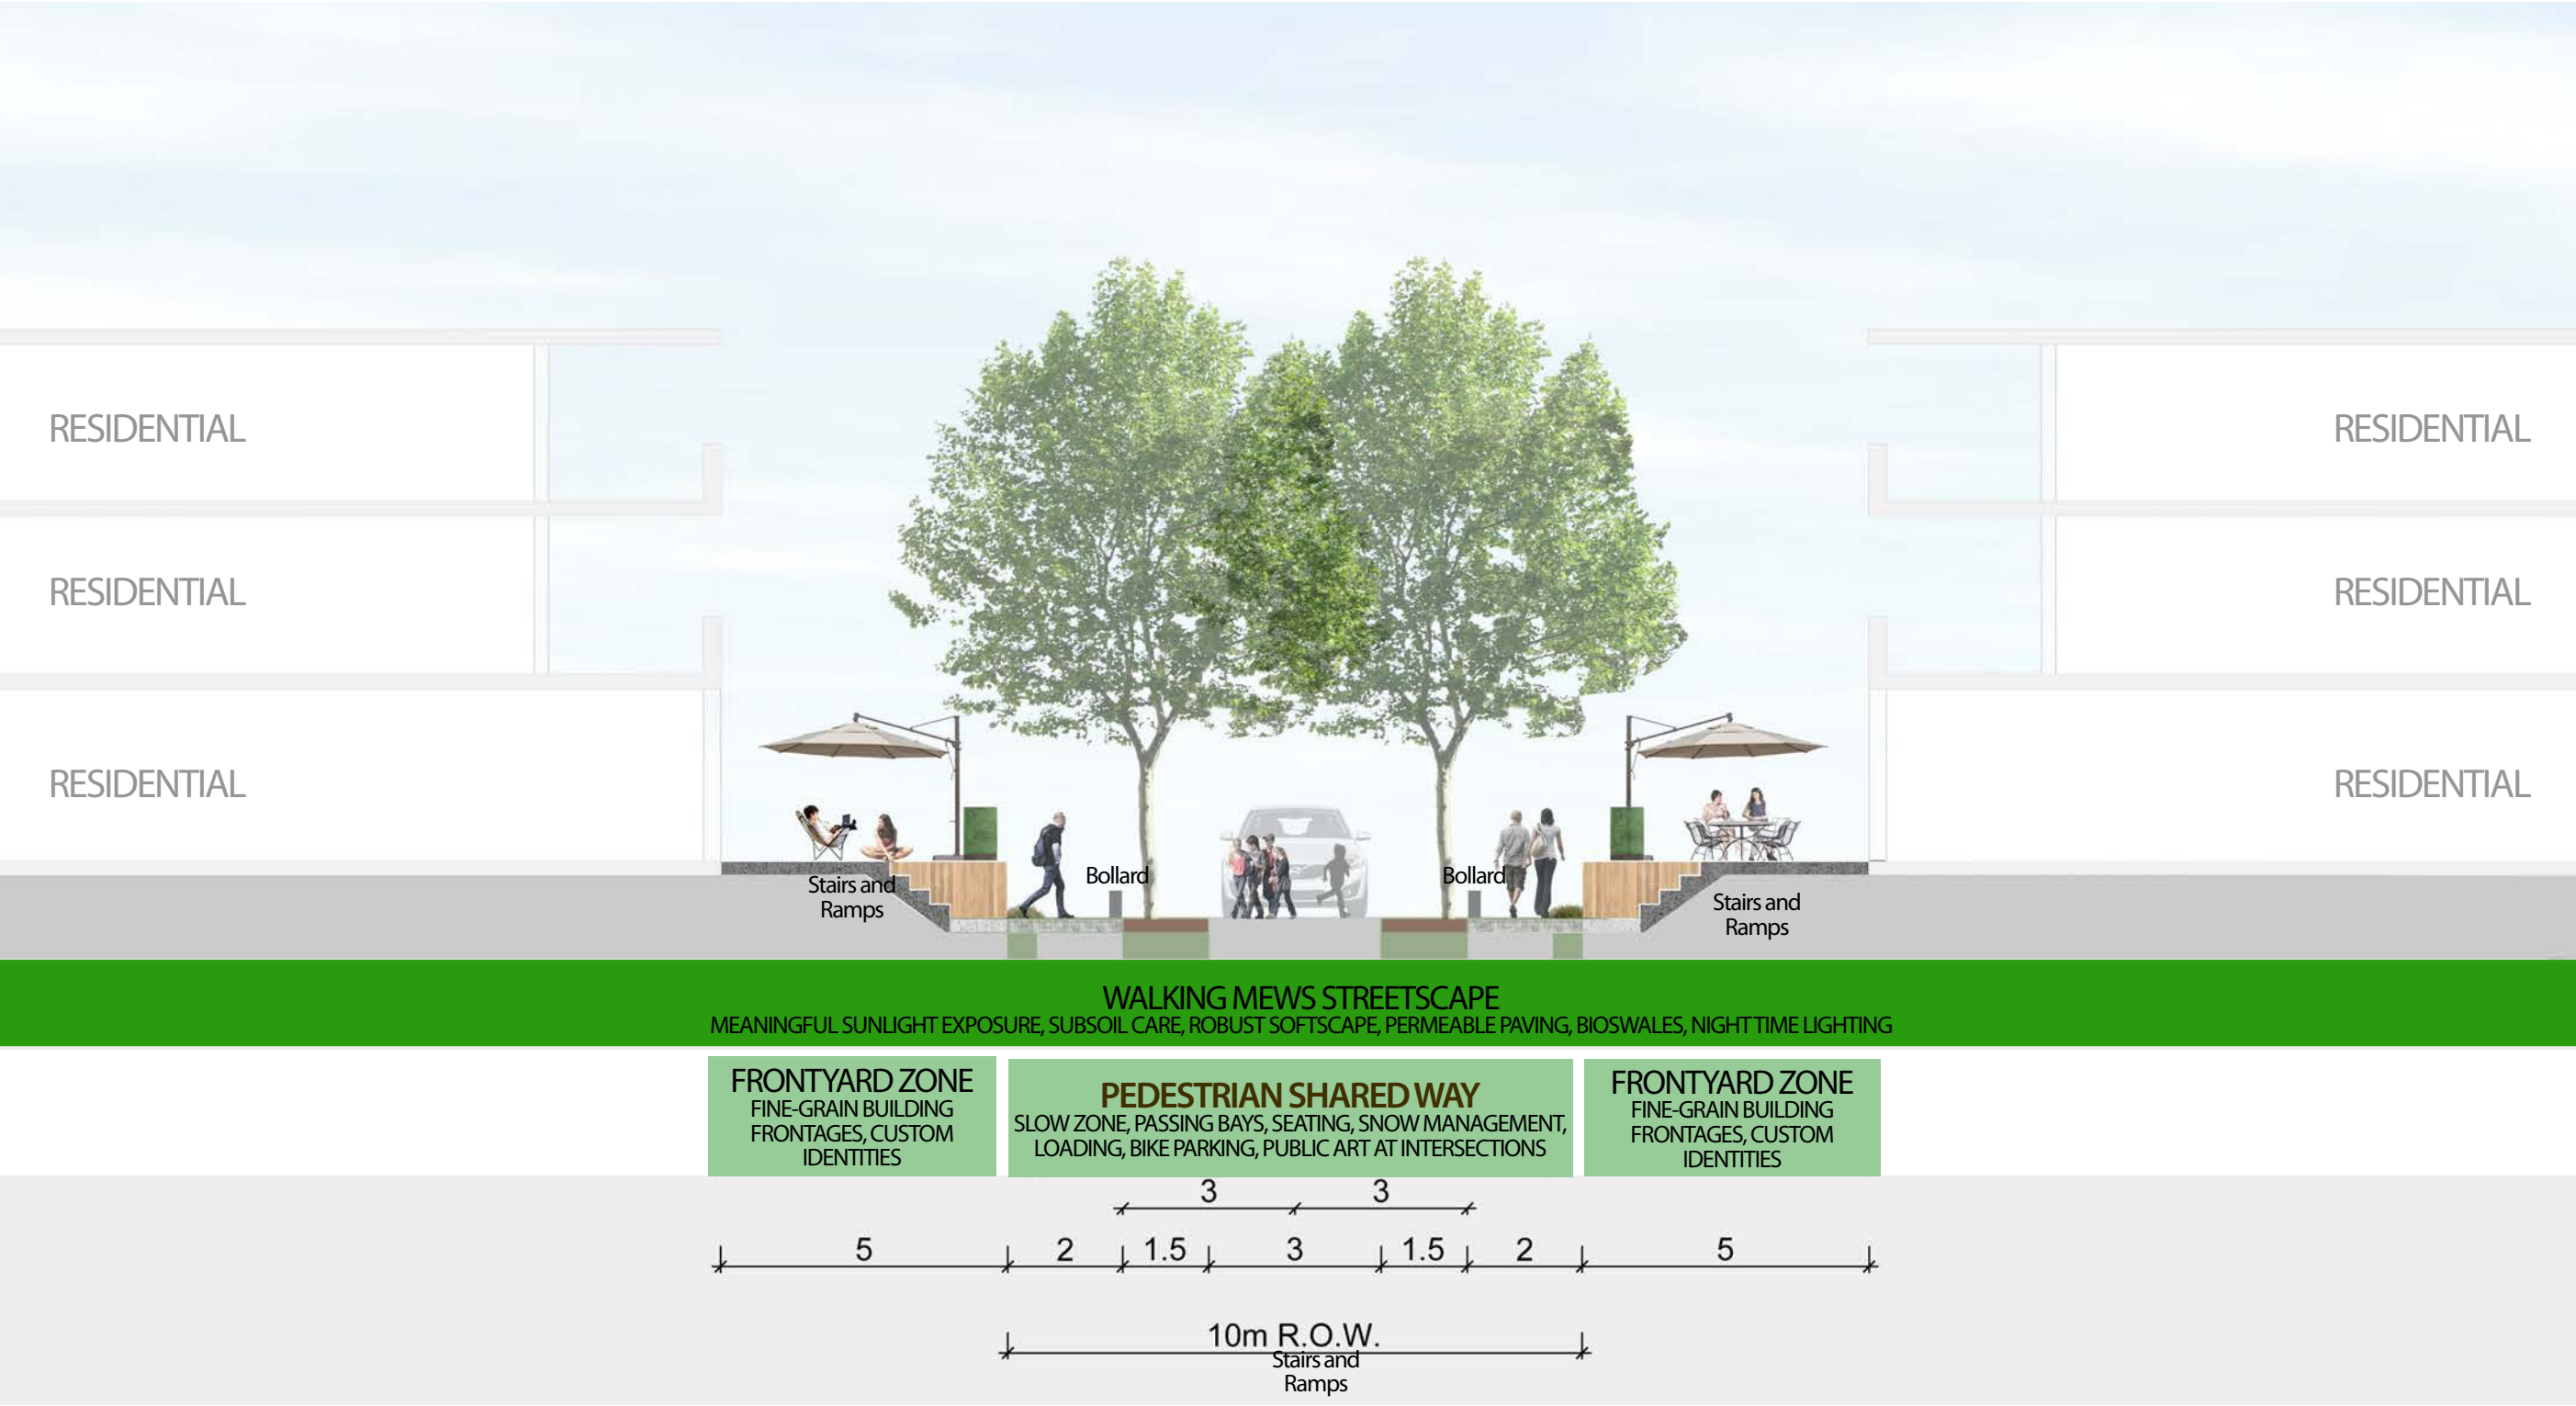 RESIDENTIAL
RESIDENTIAL
RESIDENTIAL
RESIDENTIAL
RESIDENTIAL
RESIDENTIAL
Bollard
Bollard
Stairs and
Ramps
Stairs and
Ramps
WALKING MEWS STREETSCAPE
MEANINGFUL SUNLIGHT EXPOSURE, SUBSOIL CARE, ROBUST SOFTSCAPE, PERMEABLE PAVING, BIOSWALES, NIGHT TIME LIGHTING
FRONTYARD ZONE
FINE-GRAIN BUILDING
FRONTAGES, CUSTOM
IDENTITIES
PEDESTRIAN SHARED WAY
SLOW ZONE, PASSING BAYS, SEATING, SNOW MANAGEMENT,
LOADING, BIKE PARKING, PUBLIC ART AT INTERSECTIONS
FRONTYARD ZONE
FINE-GRAIN BUILDING
FRONTAGES, CUSTOM
IDENTITIES
3 3
5 2 1.5 3 1.5 2 5
10m R.O.W.
Stairs and
Ramps